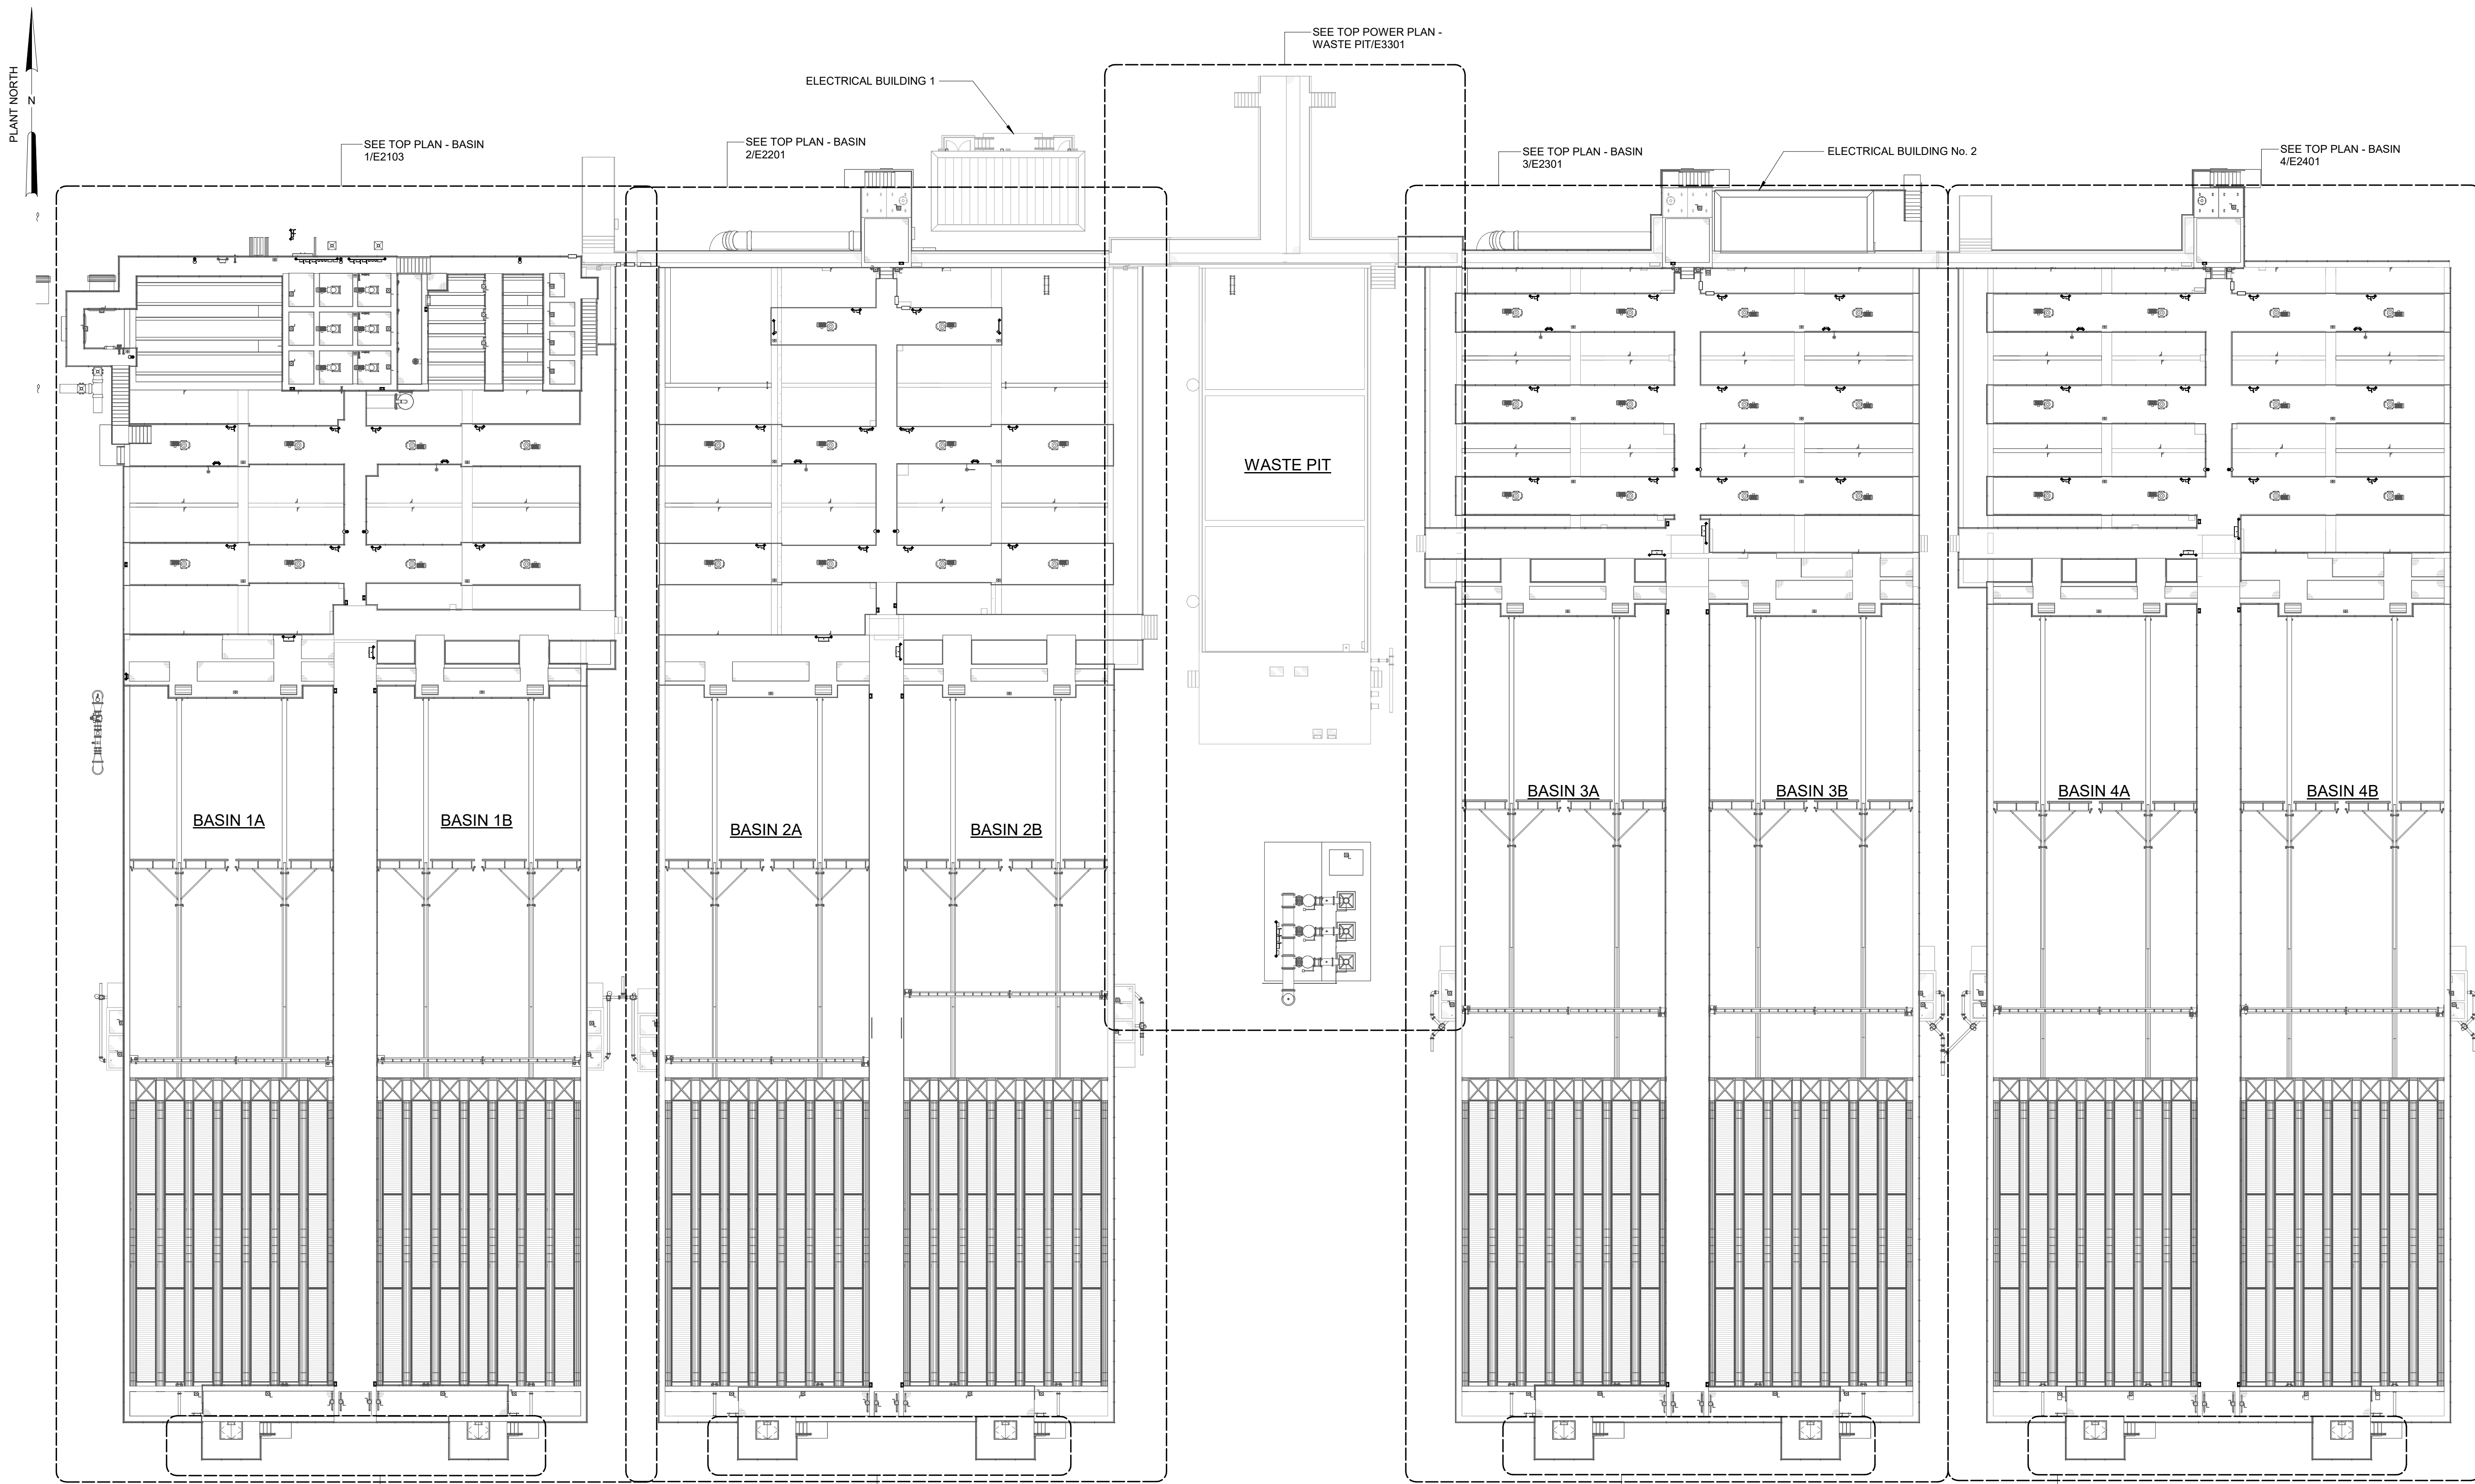 SEE TOP POWER PLAN -
WASTE PIT/E3301
ELECTRICAL BUILDING 1
PLANT NORTH
N
SEE TOP PLAN - BASIN
1/E2103
SEE TOP PLAN - BASIN
2/E2201
SEE TOP PLAN - BASIN
3/E2301
ELECTRICAL BUILDING No. 2
SEE TOP PLAN - BASIN
4/E2401
WASTE PIT
BASIN 1A
BASIN 1B
BASIN 2A
BASIN 2B
BASIN 3A
BASIN 3B
BASIN 4A
BASIN 4B